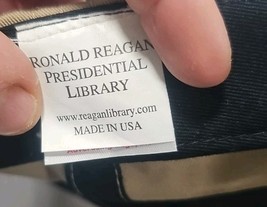 RONALD REAGAN
PRESIDENTIAL
LIBRARY
www.reaganlibrary.com
MADE IN USA